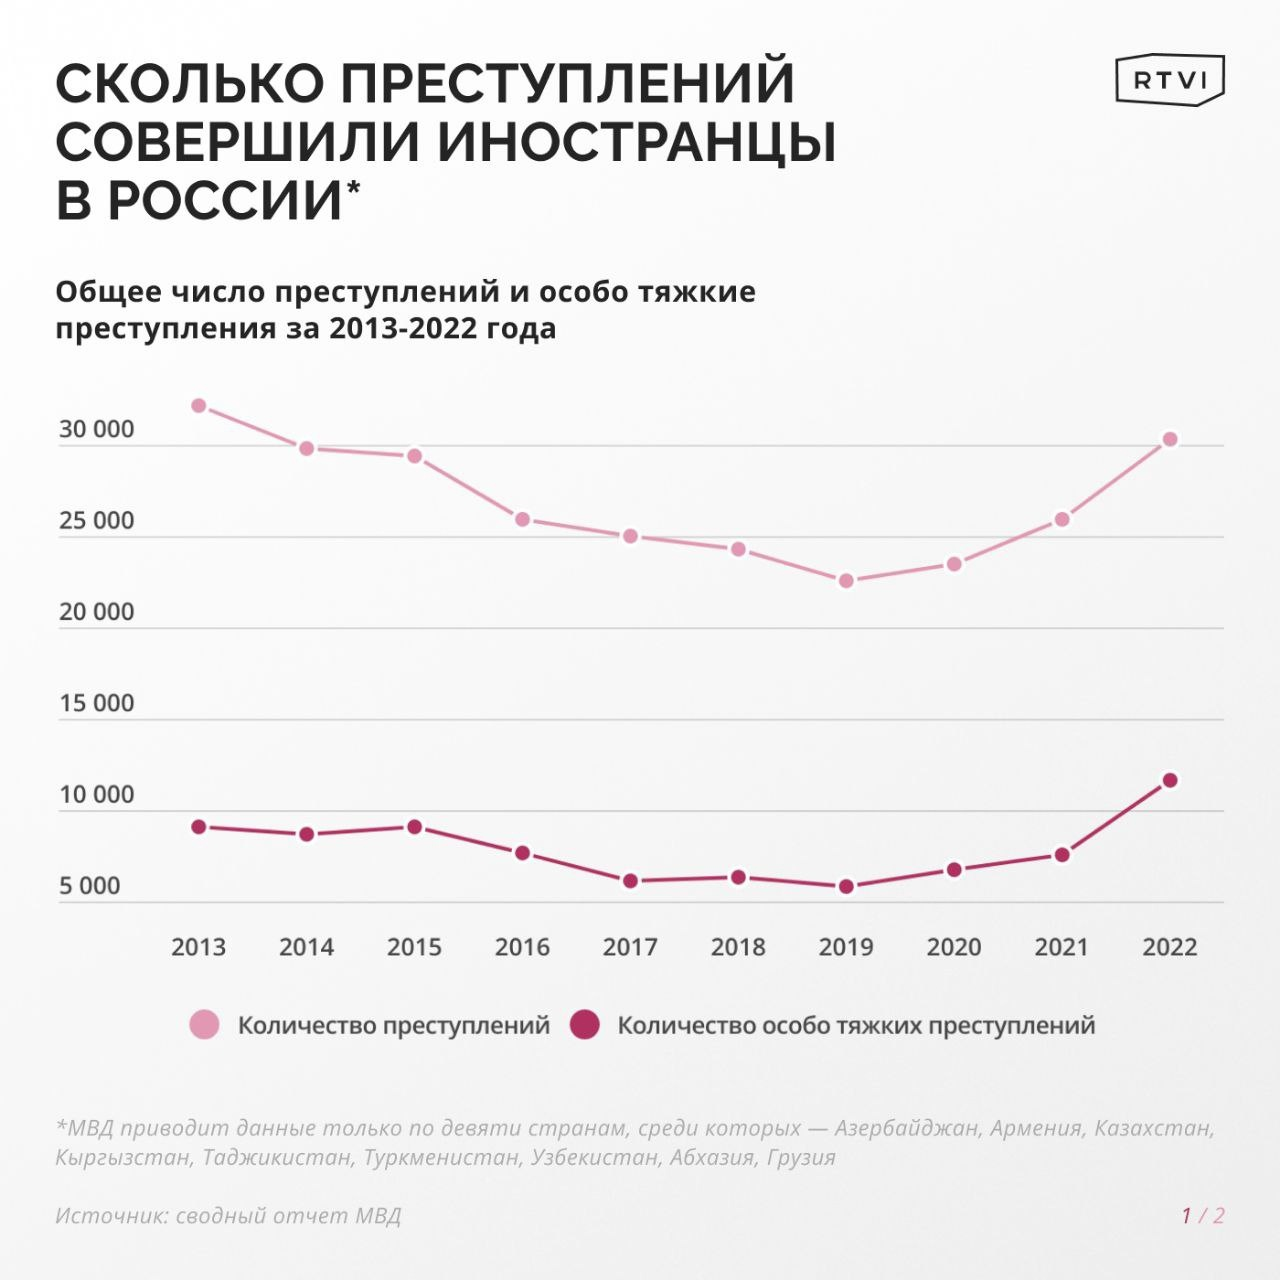 СКОЛЬКО ПРЕСТУПЛЕНИЙ
СОВЕРШИЛИ ИНОСТРАНЦЫ
В РОССИИ*
RTVI
Общее число преступлений и особо тяжкие
преступления за 2013-2022 года
30 000
25 000
20 000
15 000
10 000
5 000
2013 2014 2015 2016 2017 2018 2019 2020 2021 2022
Количество преступлений Количество особо тяжких преступлений
*МВД приводит данные только по девяти странам, среди которых — Азербайджан, Армения, Казахстан,
Кыргызстан, Таджикистан, Туркменистан, Узбекистан, Абхазия, Грузия
Источник: сводный отчет МВД
1 / 2